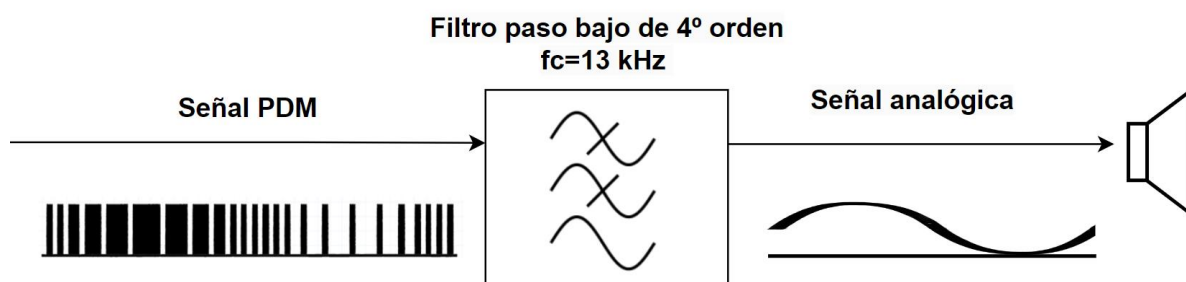 Filtro paso bajo de 4º orden
fc=13 kHz
Señal PDM
Señal analógica